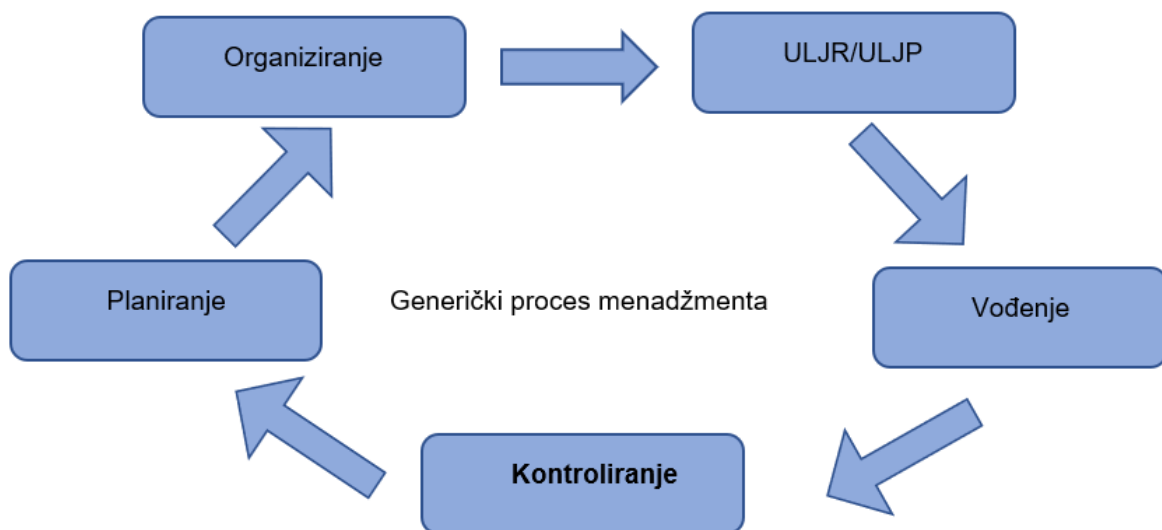 Organiziranje
ULJR/ULJP
Planiranje
Generički proces menadžmenta
Vođenje
Kontroliranje